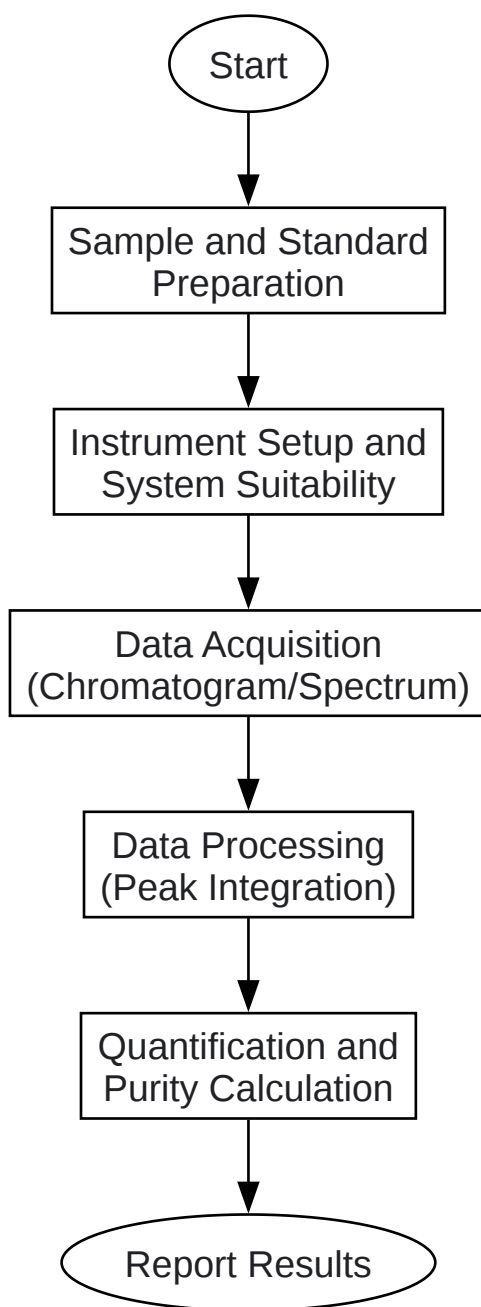 Start
Sample and Standard
Preparation
Instrument Setup and
System Suitability
Data Acquisition
(Chromatogram/Spectrum)
Data Processing
(Peak Integration)
Quantification and
Purity Calculation
Report Results